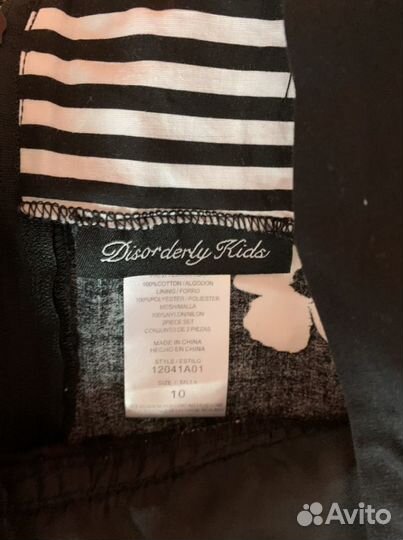 Disorderly Kids
100%COTTON/ALGODON
LINING/FORRO
100%POLYESTER/POLIESTER
MESH/MALLA
100%NYLON/NILON
2PIECE SET
CONJUNTO DE 2 PIEZAS
MADE IN CHINA
HECHO EN CHINA
STYLE/ESTILO
12041A01
SIZE/TALLA
10
Avito